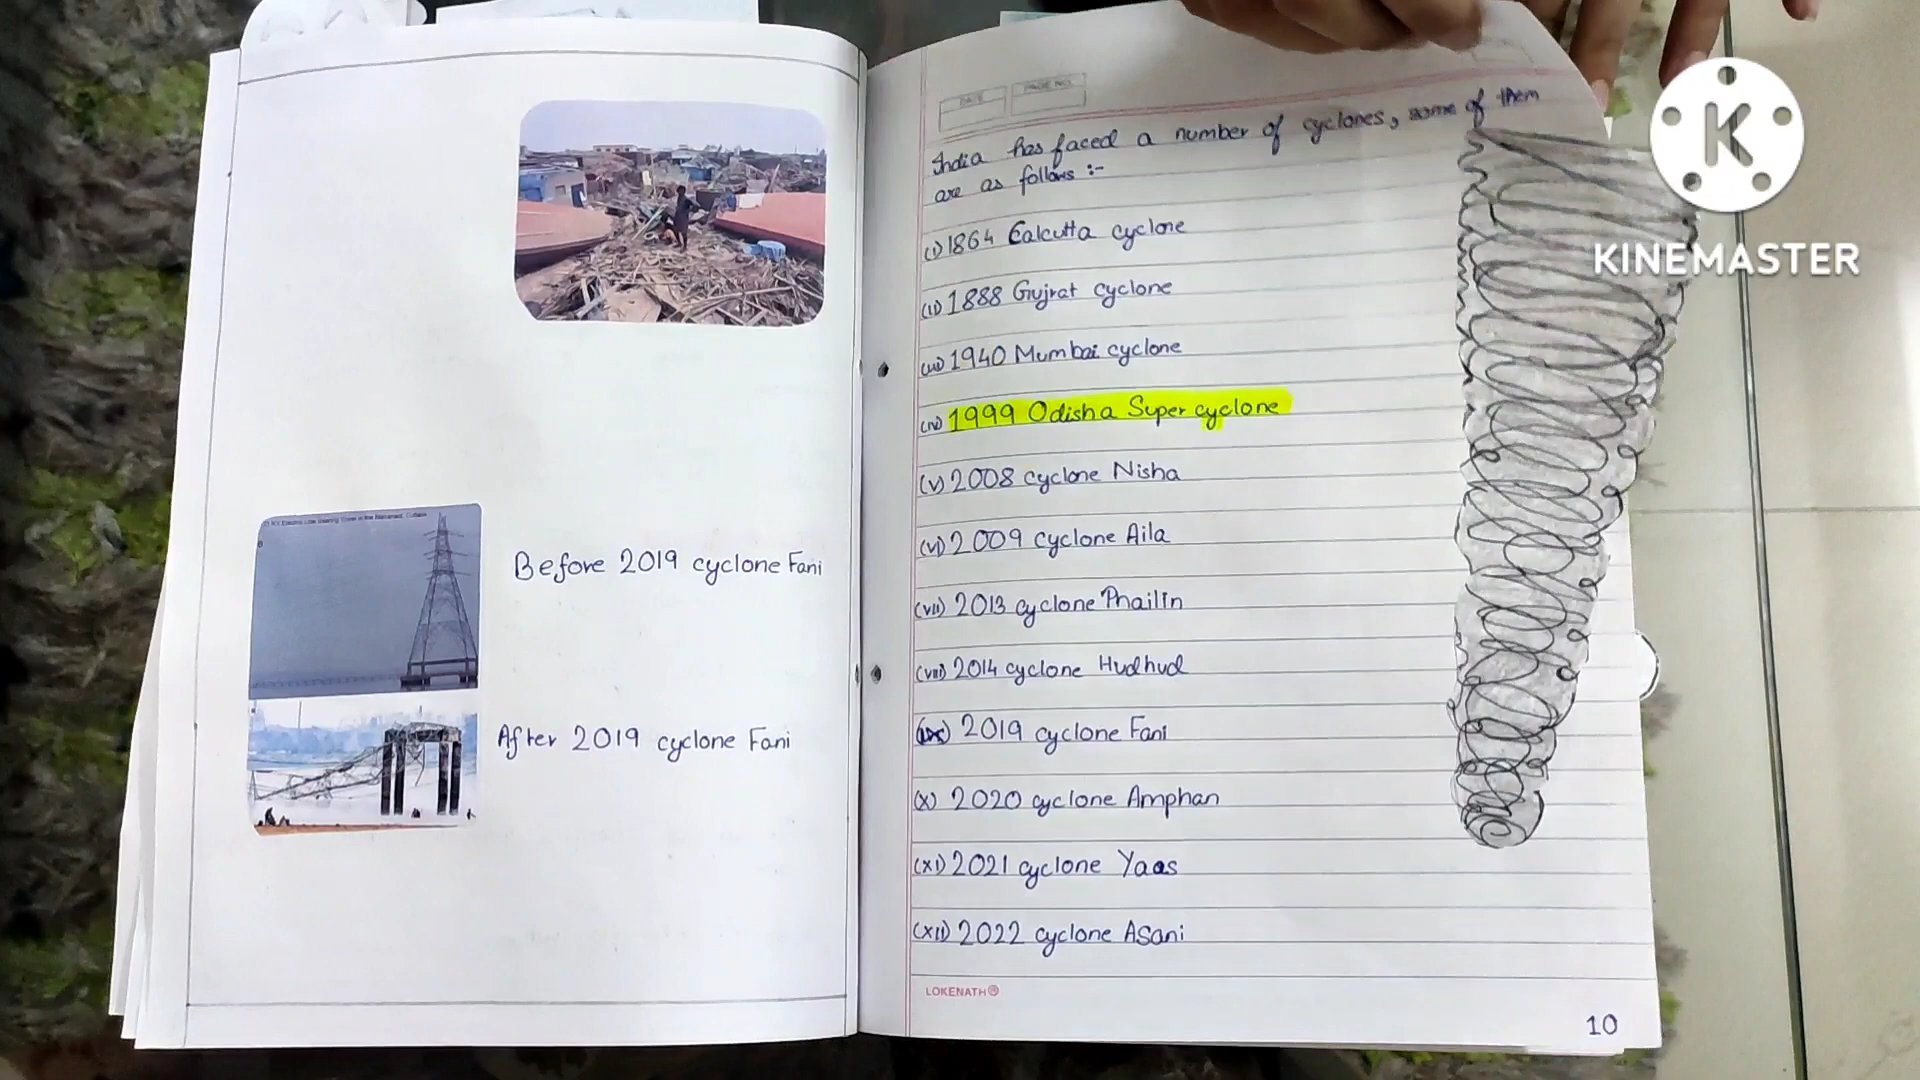 Before 2019 cyclone Fani
After 2019 cyclone Fani
DATE
PAGE NO.
India has faced a number of cyclones, some of them
are as follows :-
(i) 1864 Calcutta cyclone
(ii) 1888 Gujrat cyclone
(iii) 1940 Mumbai cyclone
(iv) 1999 Odisha Super cyclone
(v) 2008 cyclone Nisha
(vi) 2009 cyclone Aila
(vii) 2013 cyclone Phailin
(viii) 2014 cyclone Hudhud
(ix) 2019 cyclone Fani
(x) 2020 cyclone Amphan
(xi) 2021 cyclone Yaas
(xii) 2022 cyclone Asani
LOKENATH®
10
K
KINEMASTER